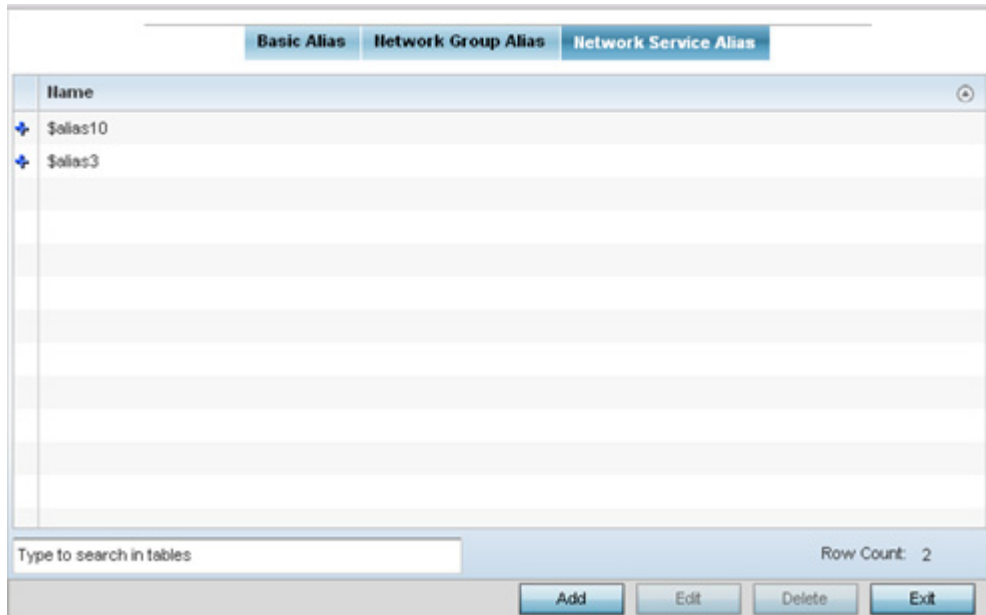 Basic Alias Network Group Alias Network Service Alias
Name
$alias10
$alias3
Type to search in tables Row Count: 2
Add Edit Delete Exit